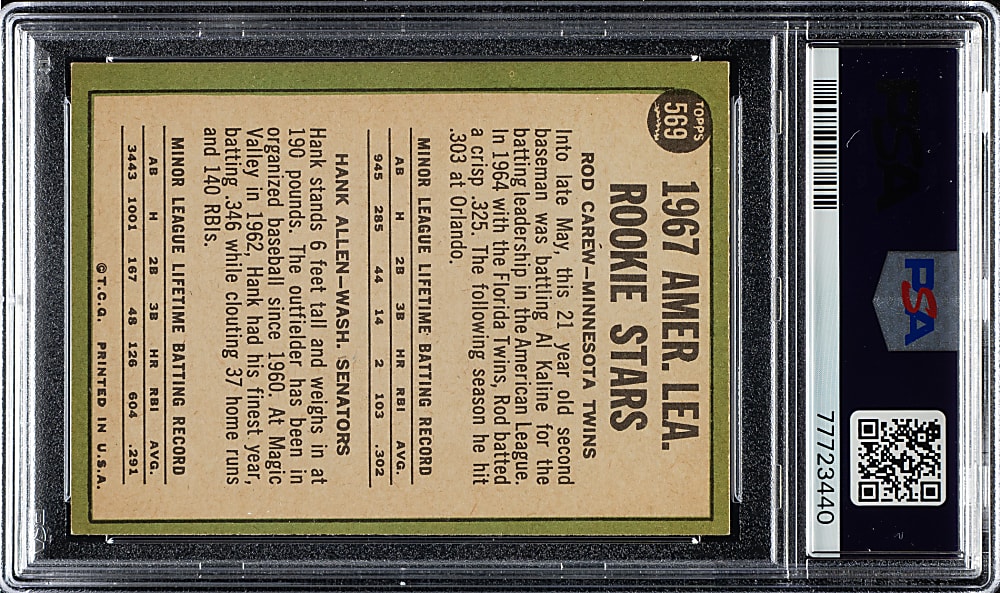 PSA
77723440
TOPPS
569
1967 AMER. LEA.
ROOKIE STARS
ROD CAREW—MINNESOTA TWINS
Into late May, this 21 year old second
baseman was batting Al Kaline for the
batting leadership in the American League.
In 1964 with the Florida Twins, Rod batted
a crisp .325. The following season he hit
.303 at Orlando.
MINOR LEAGUE LIFETIME BATTING RECORD
AB H 2B 3B HR RBI AVG.
945 285 44 14 2 103 .302
HANK ALLEN—WASH. SENATORS
Hank stands 6 feet tall and weighs in at
190 pounds. The outfielder has been in
organized baseball since 1960. At Magic
Valley in 1962, Hank had his finest year,
batting .346 while clouting 37 home runs
and 140 RBIs.
MINOR LEAGUE LIFETIME BATTING RECORD
AB H 2B 3B HR RBI AVG.
3443 1001 167 48 126 604 .291
© T.C.G. PRINTED IN U.S.A.